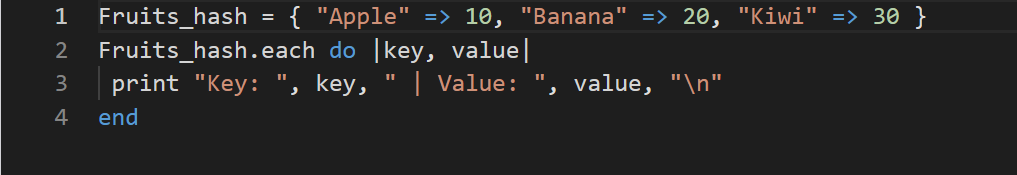 1 Fruits_hash = { "Apple" => 10, "Banana" => 20, "Kiwi" => 30 }
2 Fruits_hash.each do |key, value|
3  print "Key: ", key, " | Value: ", value, "\n"
4 end